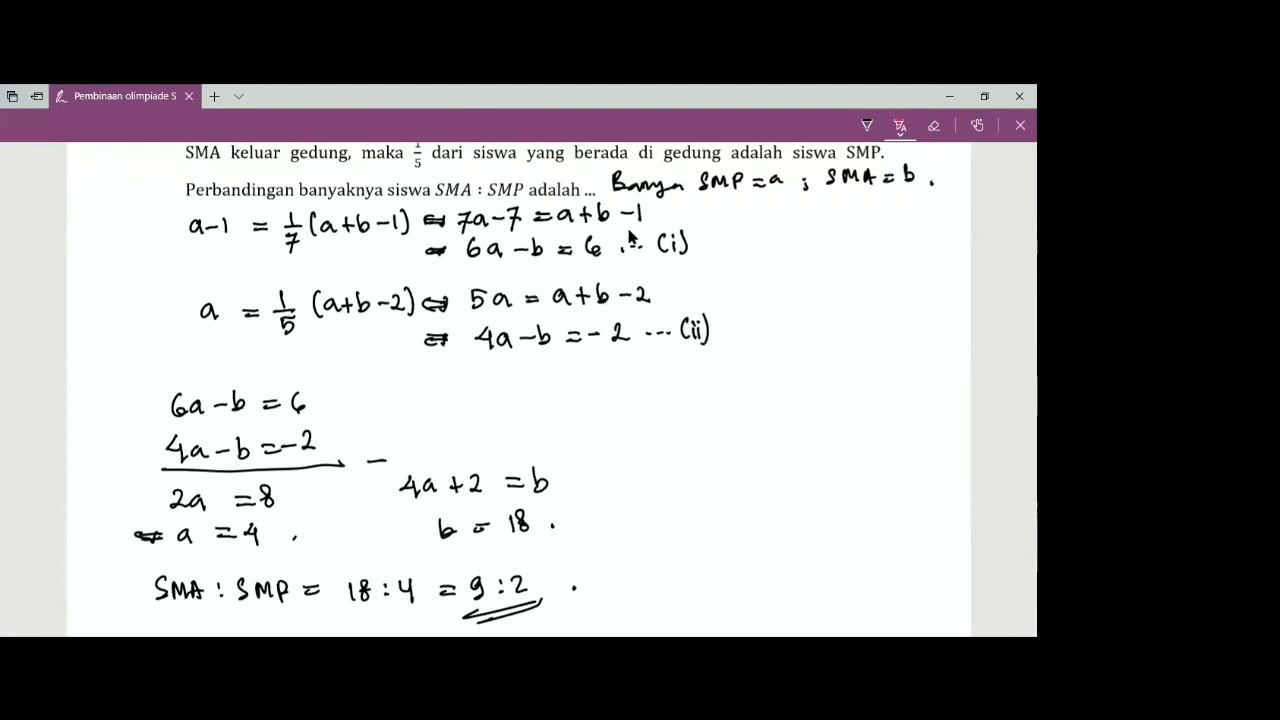 Pembinaan olimpiade S
SMA keluar gedung, maka 1/5 dari siswa yang berada di gedung adalah siswa SMP.
Perbandingan banyaknya siswa SMA : SMP adalah ... Banya SMP = a ; SMA = b .
a-1 = 1/7 (a+b-1) ⇔ 7a-7 = a+b-1
⇔ 6a-b = 6 ... (i)
a = 1/5 (a+b-2) ⇔ 5a = a+b-2
⇔ 4a-b = -2 ... (ii)
6a-b = 6
4a-b = -2 -
2a = 8
⇔ a = 4 .
4a+2 = b
b = 18 .
SMA : SMP = 18 : 4 = 9 : 2 .